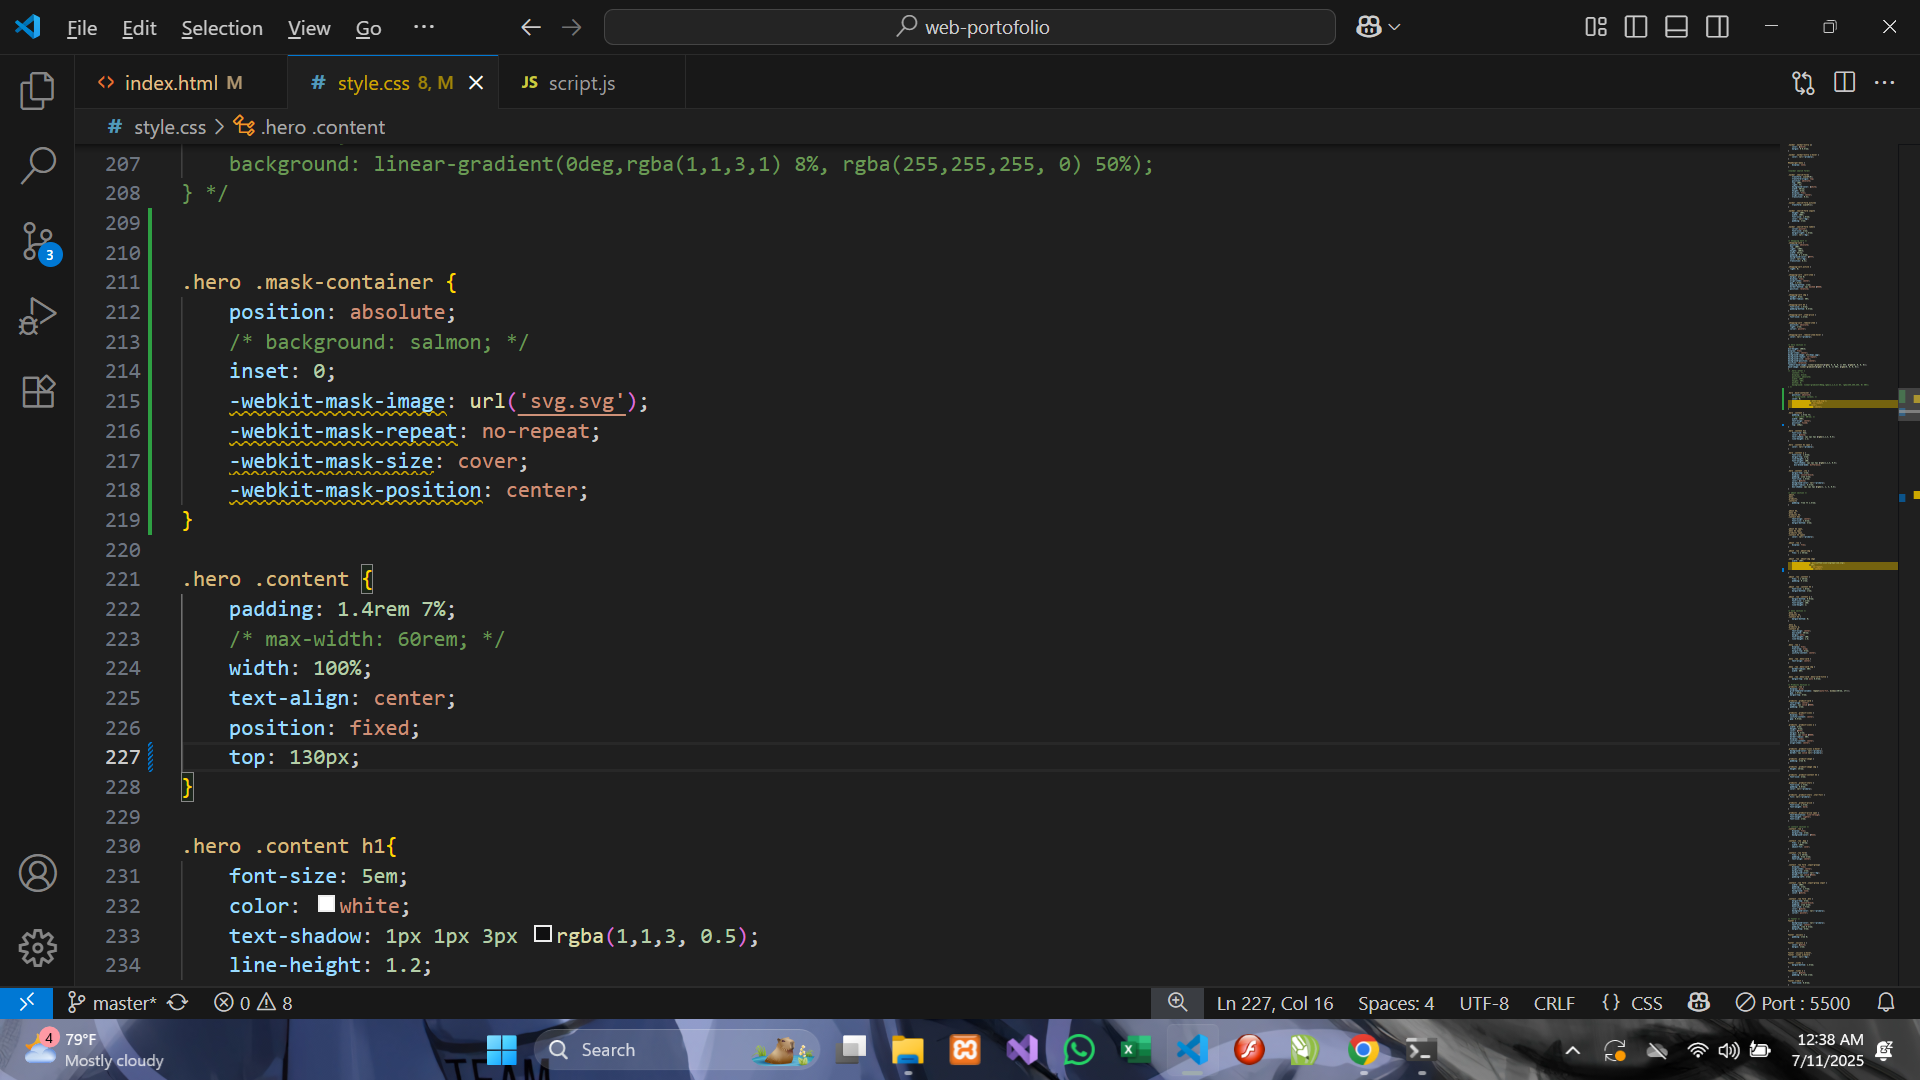 File Edit Selection View Go ··· web-portofolio
index.html M # style.css 8, M JS script.js
# style.css > .hero .content
207 background: linear-gradient(0deg,rgba(1,1,3,1) 8%, rgba(255,255,255, 0) 50%);
208 } */
209
210
211 .hero .mask-container {
212 position: absolute;
213 /* background: salmon; */
214 inset: 0;
215 -webkit-mask-image: url('svg.svg');
216 -webkit-mask-repeat: no-repeat;
217 -webkit-mask-size: cover;
218 -webkit-mask-position: center;
219 }
220
221 .hero .content {
222 padding: 1.4rem 7%;
223 /* max-width: 60rem; */
224 width: 100%;
225 text-align: center;
226 position: fixed;
227 top: 130px;
228 }
229
230 .hero .content h1{
231 font-size: 5em;
232 color: white;
233 text-shadow: 1px 1px 3px rgba(1,1,3, 0.5);
234 line-height: 1.2;
3
master* 0 8 Ln 227, Col 16 Spaces: 4 UTF-8 CRLF {} CSS Port : 5500
4 79°F
Mostly cloudy
TEAM
Search
12:38 AM
7/11/2025